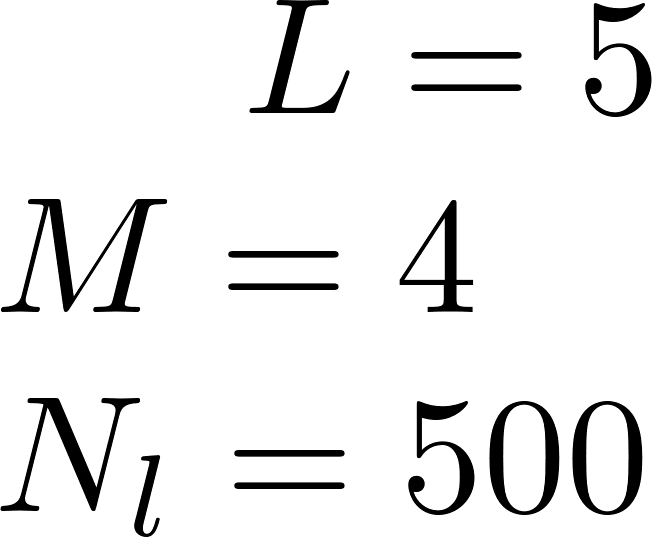 L = 5
M = 4
N_l = 500